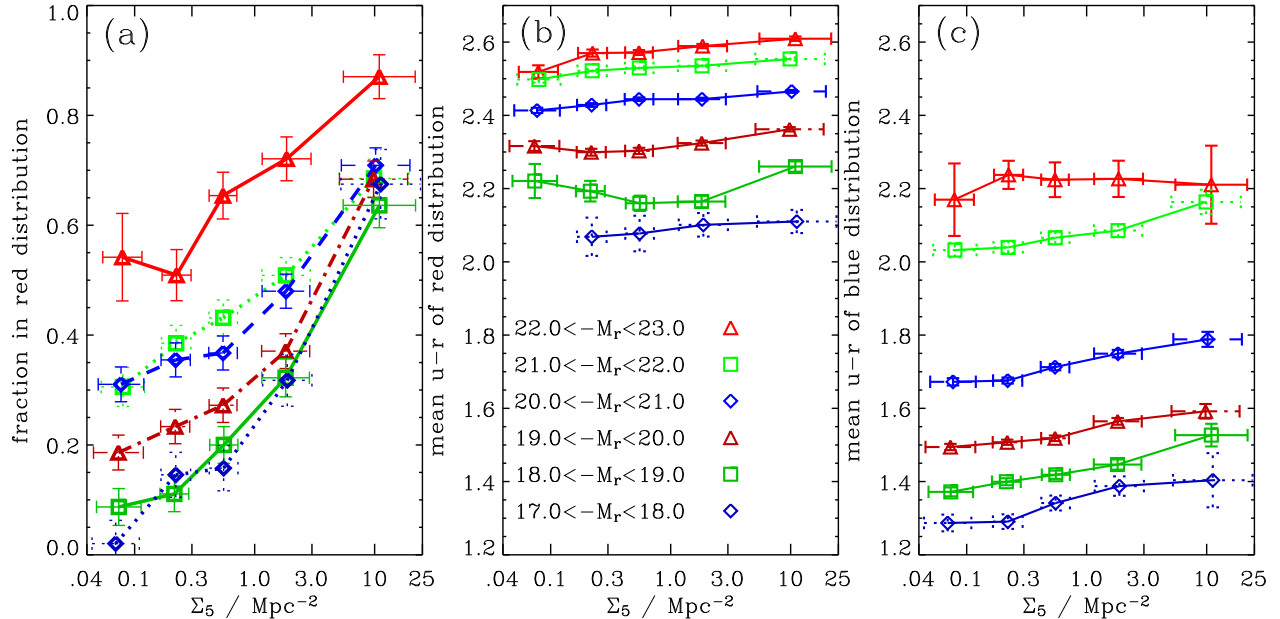 (a)
fraction in red distribution
1.0
0.8
0.6
0.4
0.2
0.0
.04 0.1 0.3 1.0 3.0 10 25
Σ₅ / Mpc⁻²
(b)
mean u-r of red distribution
2.6
2.4
2.2
2.0
1.8
1.6
1.4
1.2
22.0<-Mᵣ<23.0
21.0<-Mᵣ<22.0
20.0<-Mᵣ<21.0
19.0<-Mᵣ<20.0
18.0<-Mᵣ<19.0
17.0<-Mᵣ<18.0
.04 0.1 0.3 1.0 3.0 10 25
Σ₅ / Mpc⁻²
(c)
mean u-r of blue distribution
2.6
2.4
2.2
2.0
1.8
1.6
1.4
1.2
.04 0.1 0.3 1.0 3.0 10 25
Σ₅ / Mpc⁻²